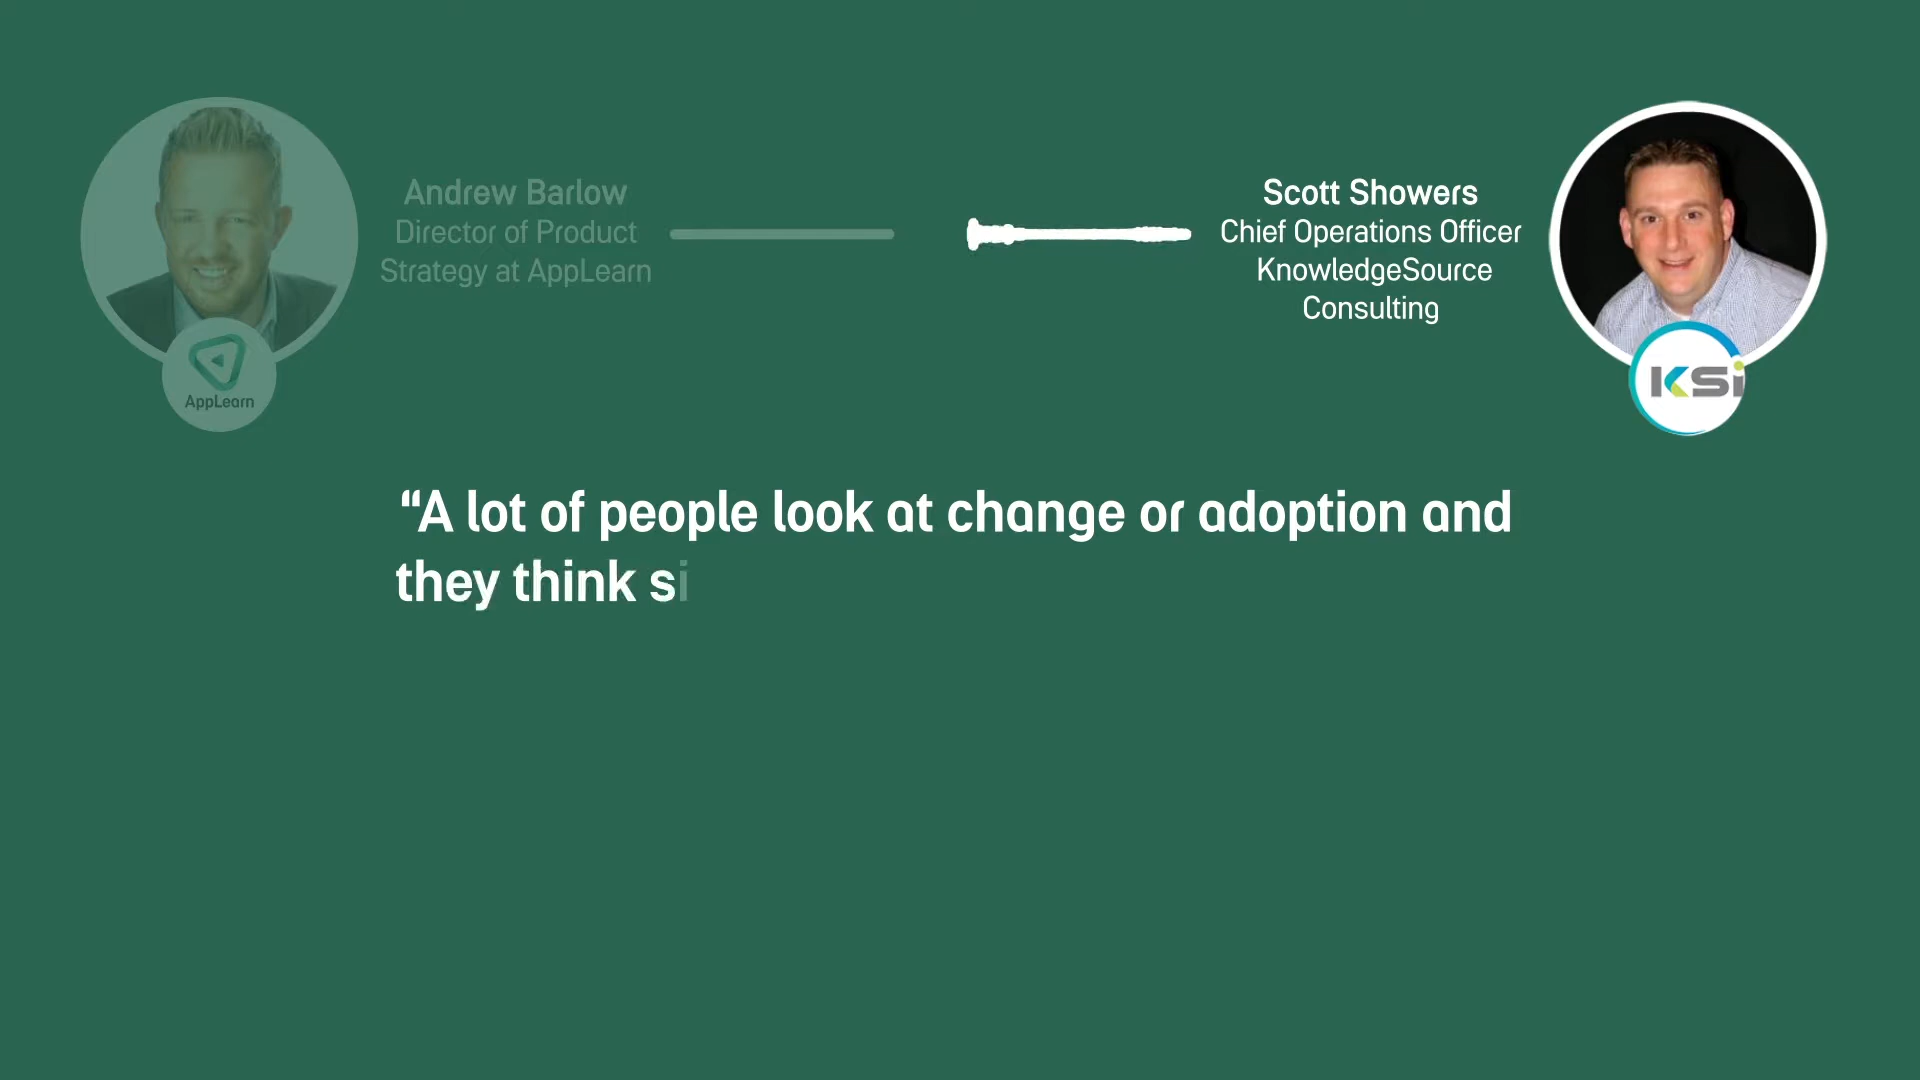 Andrew Barlow
Director of Product
Strategy at AppLearn
AppLearn
Scott Showers
Chief Operations Officer
KnowledgeSource
Consulting
KSi
“A lot of people look at change or adoption and
they think si